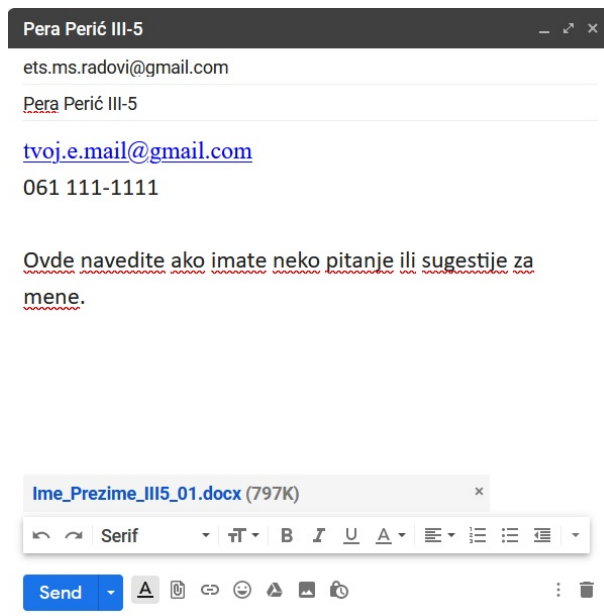 Pera Perić III-5
ets.ms.radovi@gmail.com
Pera Perić III-5
tvoj.e.mail@gmail.com
061 111-1111
Ovde navedite ako imate neko pitanje ili sugestije za
mene.
Ime_Prezime_III5_01.docx (797K)
Serif
Send